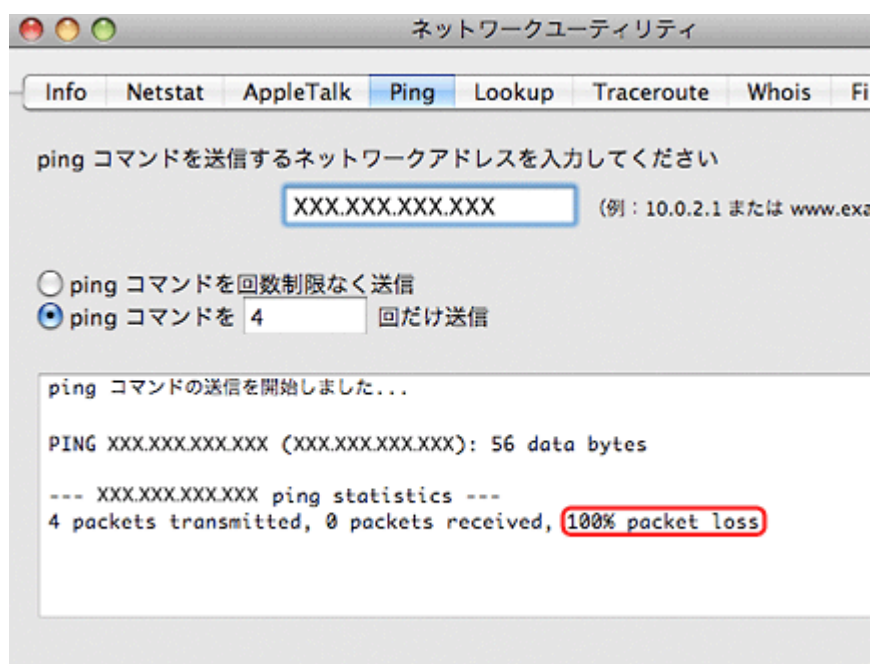 ネットワークユーティリティ
Info Netstat AppleTalk Ping Lookup Traceroute Whois Fi
ping コマンドを送信するネットワークアドレスを入力してください
XXX.XXX.XXX.XXX (例：10.0.2.1 または www.exa
ping コマンドを回数制限なく送信
ping コマンドを 4 回だけ送信
ping コマンドの送信を開始しました...
PING XXX.XXX.XXX.XXX (XXX.XXX.XXX.XXX): 56 data bytes
--- XXX.XXX.XXX.XXX ping statistics ---
4 packets transmitted, 0 packets received, 100% packet loss